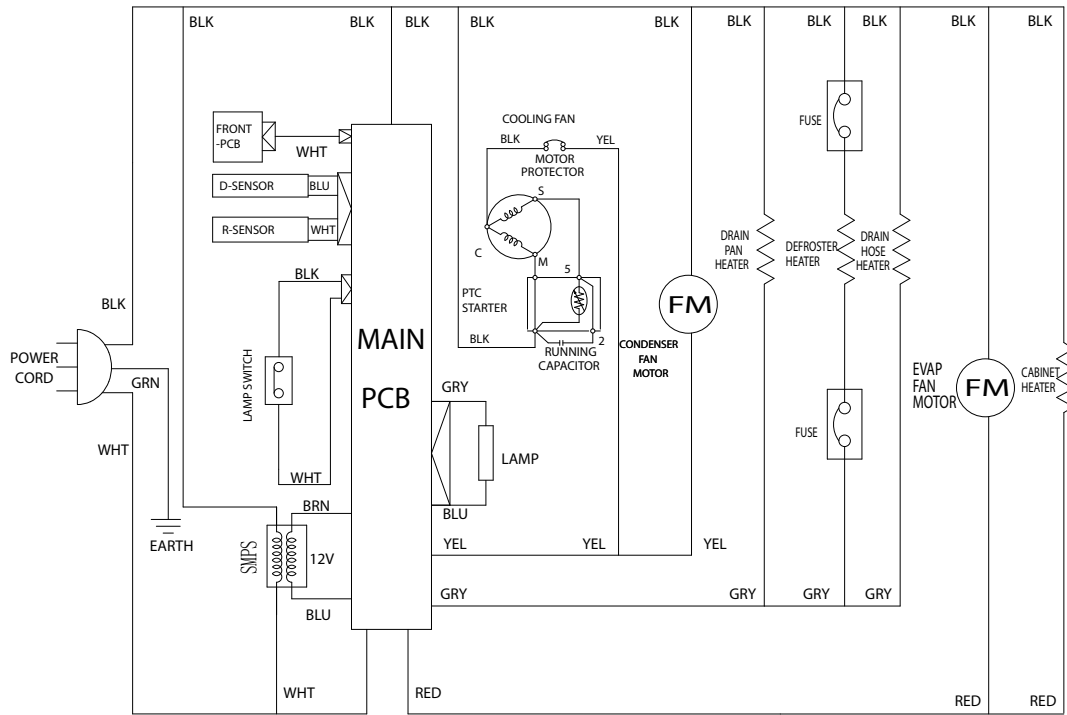 BLK BLK BLK BLK BLK BLK BLK BLK BLK BLK BLK
FRONT
-PCB
WHT
D-SENSOR BLU
R-SENSOR WHT
BLK
LAMP SWITCH
WHT
MAIN
PCB
COOLING FAN
BLK YEL
MOTOR
PROTECTOR
S
C
M
5
PTC
STARTER
BLK
2
RUNNING
CAPACITOR
FM
CONDENSER
FAN
MOTOR
FUSE
DRAIN
PAN
HEATER
DEFROSTER
HEATER
DRAIN
HOSE
HEATER
FUSE
EVAP
FAN
MOTOR
FM
CABINET
HEATER
BLK
POWER
CORD
GRN
WHT
EARTH
GRY
LAMP
BLU
BRN
SMPS
12V
BLU
YEL YEL YEL
GRY GRY GRY GRY
WHT RED RED RED